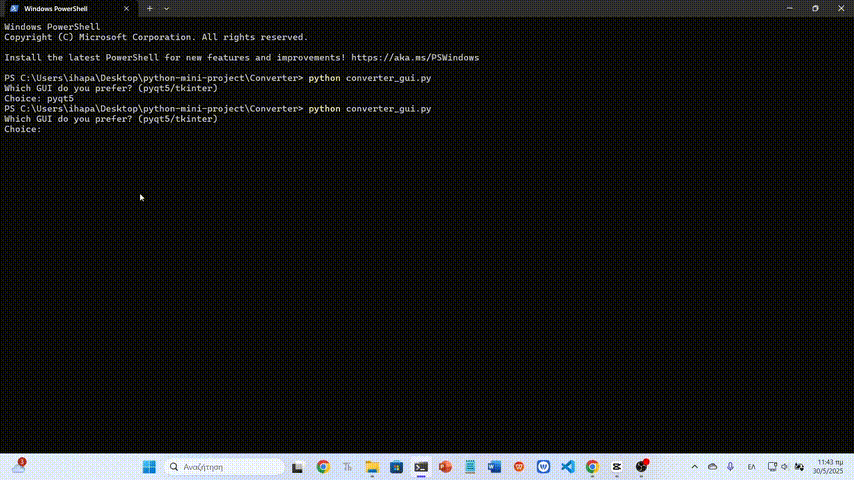 Windows PowerShell
Windows PowerShell
Copyright (C) Microsoft Corporation. All rights reserved.
Install the latest PowerShell for new features and improvements! https://aka.ms/PSWindows
PS C:\Users\ihapa\Desktop\python-mini-project\Converter> python converter_gui.py
Which GUI do you prefer? (pyqt5/tkinter)
Choice: pyqt5
PS C:\Users\ihapa\Desktop\python-mini-project\Converter> python converter_gui.py
Which GUI do you prefer? (pyqt5/tkinter)
Choice:
1
Αναζήτηση
Th
ΕΛ
11:43 πμ
30/5/2025